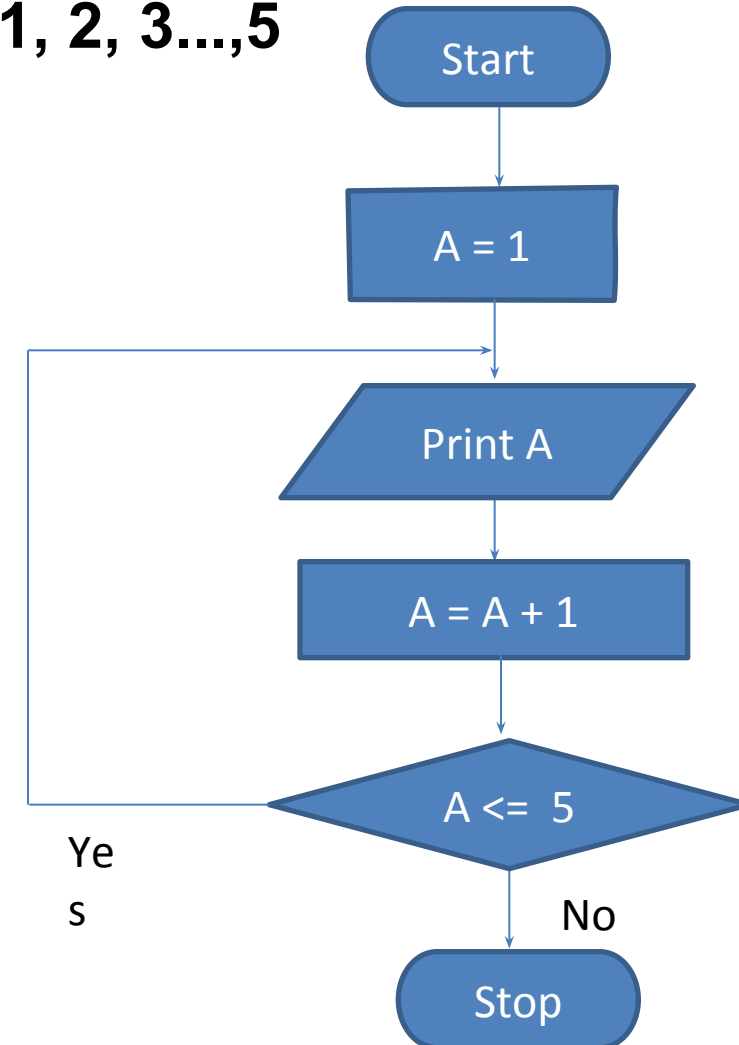 1, 2, 3...,5
Start
A = 1
Print A
A = A + 1
A <= 5
Ye
s
No
Stop